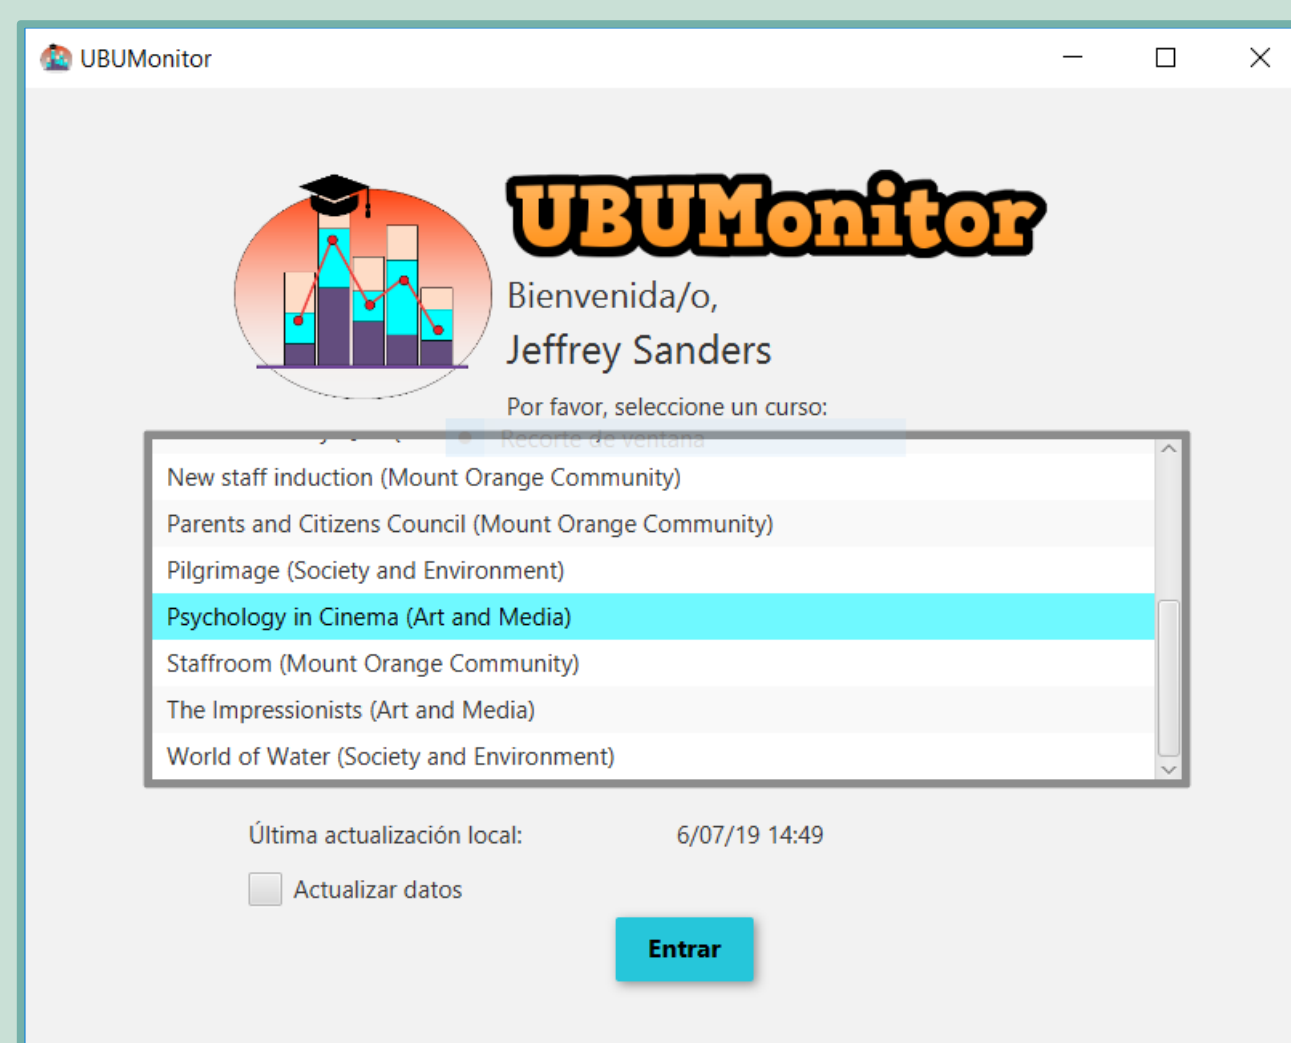 UBUMonitor
UBUMonitor
Bienvenida/o,
Jeffrey Sanders
Por favor, seleccione un curso:
Recorte de ventana
New staff induction (Mount Orange Community)
Parents and Citizens Council (Mount Orange Community)
Pilgrimage (Society and Environment)
Psychology in Cinema (Art and Media)
Staffroom (Mount Orange Community)
The Impressionists (Art and Media)
World of Water (Society and Environment)
Última actualización local: 6/07/19 14:49
Actualizar datos
Entrar